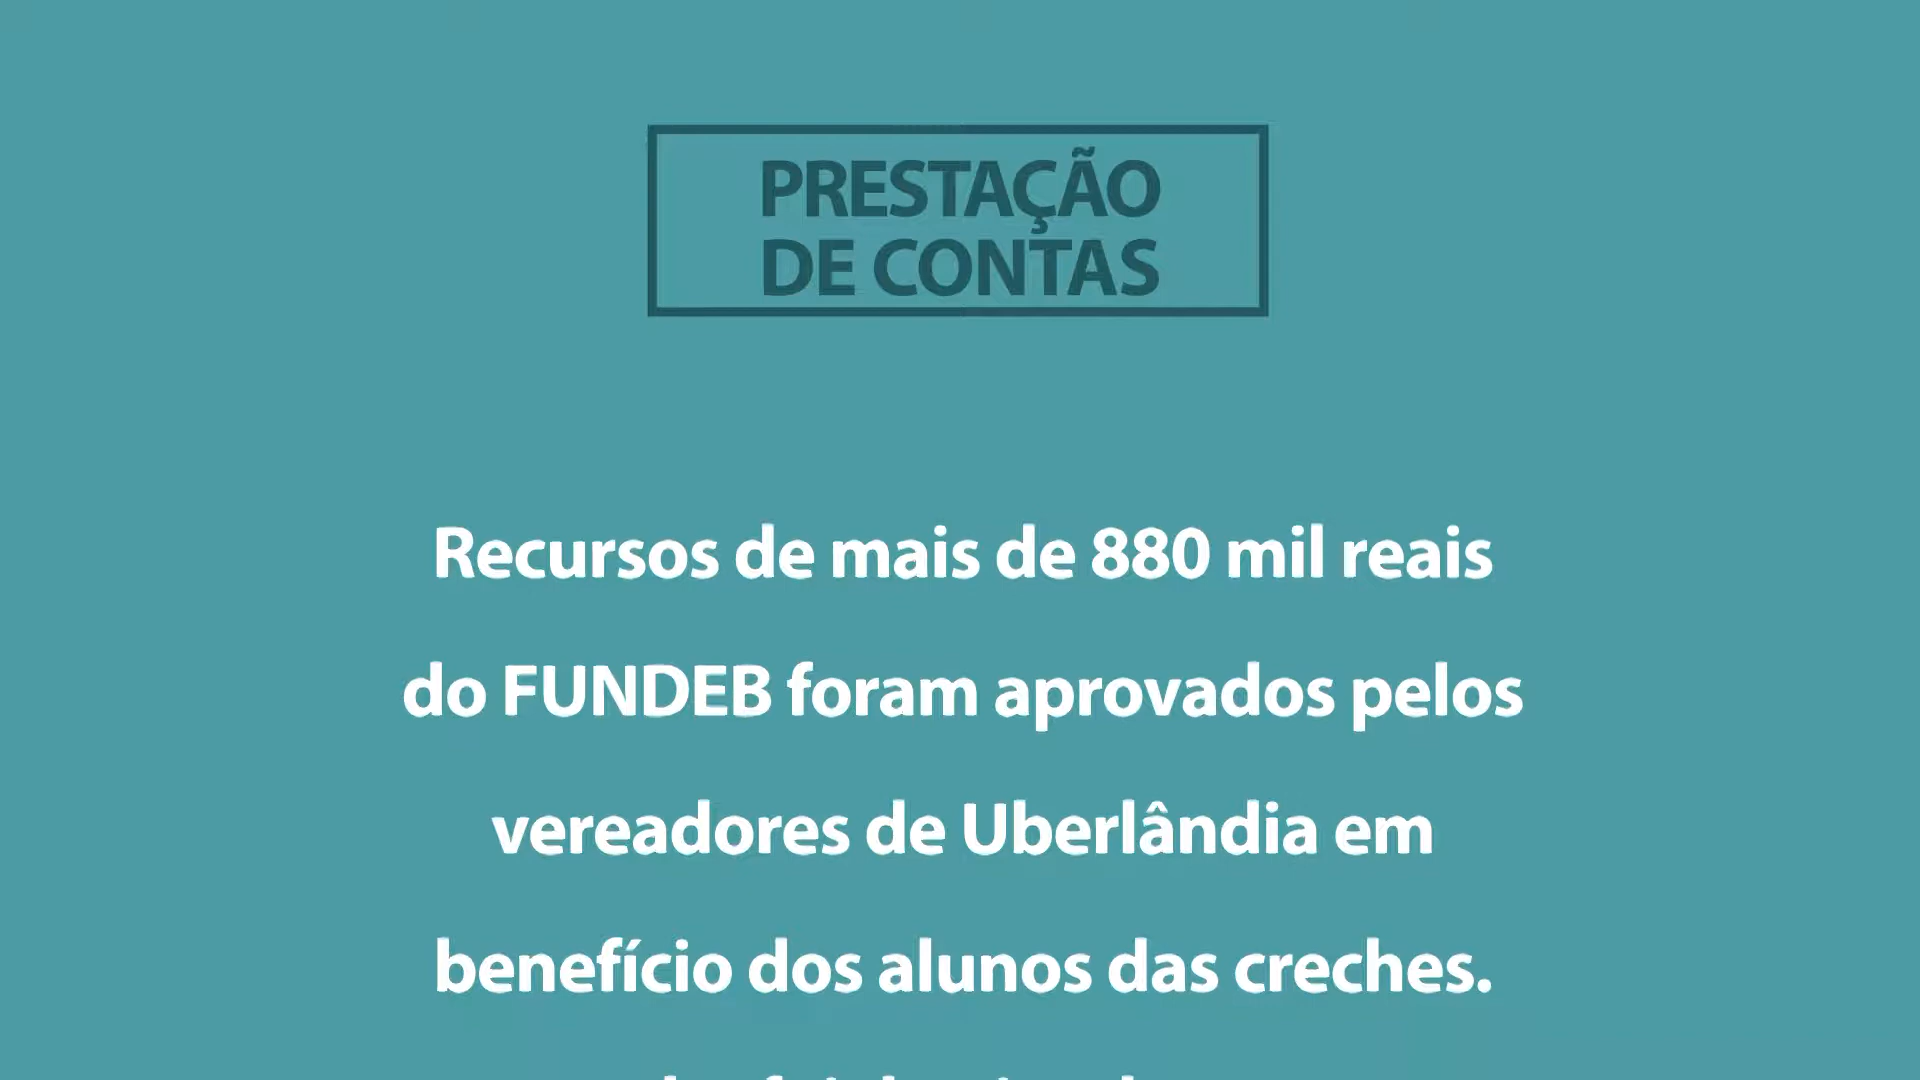 PRESTAÇÃO
DE CONTAS
Recursos de mais de 880 mil reais
do FUNDEB foram aprovados pelos
vereadores de Uberlândia em
benefício dos alunos das creches.